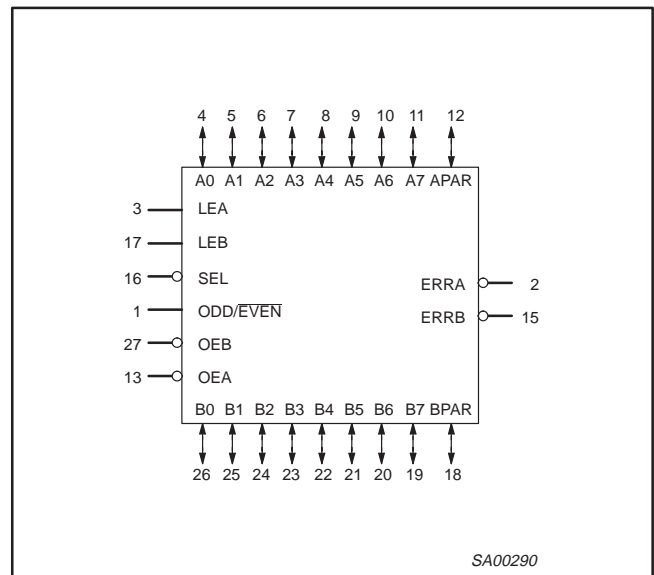 4 5 6 7 8 9 10 11 12
A0 A1 A2 A3 A4 A5 A6 A7 APAR
3 LEA
17 LEB
16 SEL
ERRA 2
1 ODD/EVEN
ERRB 15
27 OEB
13 OEA
B0 B1 B2 B3 B4 B5 B6 B7 BPAR
26 25 24 23 22 21 20 19 18
SA00290